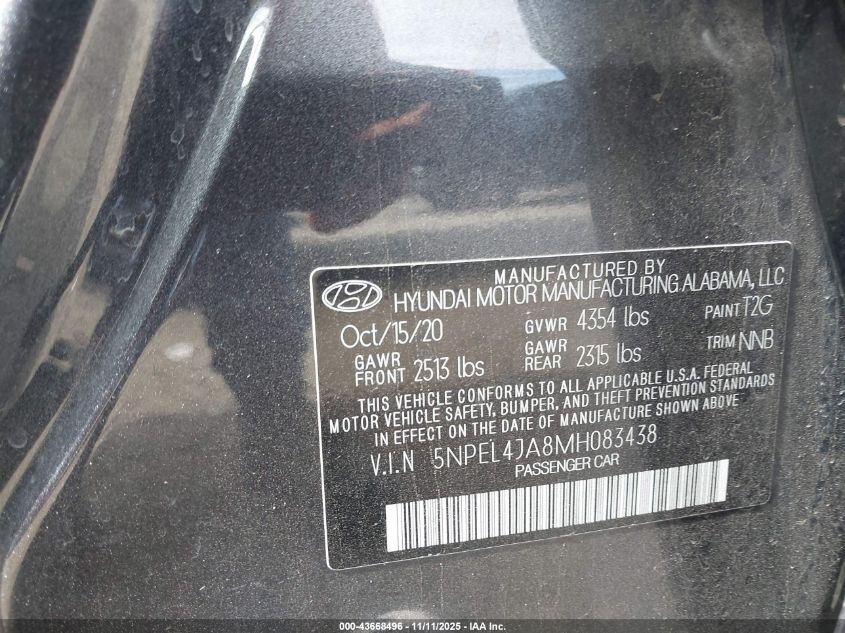 MANUFACTURED BY
HYUNDAI MOTOR MANUFACTURING ALABAMA, LLC
Oct/15/20 GVWR 4354 lbs PAINT T2G
GAWR FRONT 2513 lbs GAWR REAR 2315 lbs TRIM NNB
THIS VEHICLE CONFORMS TO ALL APPLICABLE U.S.A. FEDERAL
MOTOR VEHICLE SAFETY, BUMPER, AND THEFT PREVENTION STANDARDS
IN EFFECT ON THE DATE OF MANUFACTURE SHOWN ABOVE
V.I.N 5NPEL4JA8MH083438
PASSENGER CAR
000-43668496 - 11/11/2025 - IAA Inc.